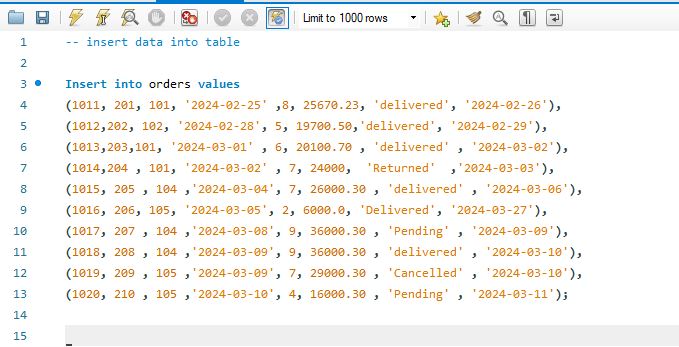 Limit to 1000 rows
1 -- insert data into table
2
3 Insert into orders values
4 (1011, 201, 101, '2024-02-25' ,8, 25670.23, 'delivered', '2024-02-26'),
5 (1012,202, 102, '2024-02-28', 5, 19700.50,'delivered', '2024-02-29'),
6 (1013,203,101, '2024-03-01' , 6, 20100.70 , 'delivered' , '2024-03-02'),
7 (1014,204 , 101, '2024-03-02' , 7, 24000,  'Returned'  ,'2024-03-03'),
8 (1015, 205 , 104 ,'2024-03-04', 7, 26000.30 , 'delivered' , '2024-03-06'),
9 (1016, 206, 105, '2024-03-05', 2, 6000.0, 'Delivered', '2024-03-27'),
10 (1017, 207 , 104 ,'2024-03-08', 9, 36000.30 , 'Pending' , '2024-03-09'),
11 (1018, 208 , 104 ,'2024-03-09', 9, 36000.30 , 'delivered' , '2024-03-10'),
12 (1019, 209 , 105 ,'2024-03-09', 7, 29000.30 , 'Cancelled' , '2024-03-10'),
13 (1020, 210 , 105 ,'2024-03-10', 4, 16000.30 , 'Pending' , '2024-03-11');
14
15